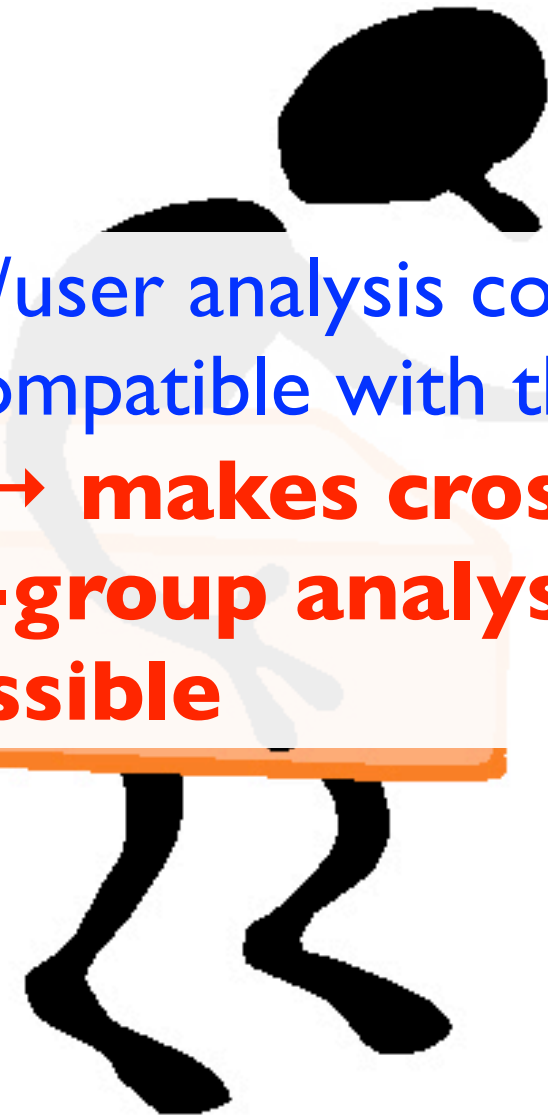 /user analysis co
ompatible with th
→ makes cros
-group analys
ssible